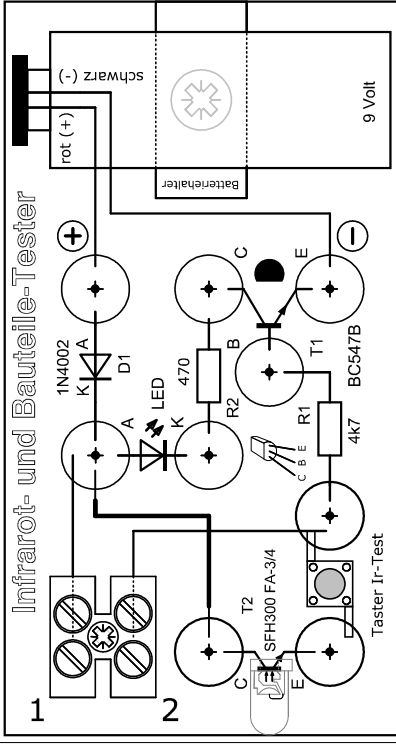 (-) schwarz
rot (+)
Batteriehalter
9 Volt
Infrarot- und Bauteile-Tester
+
−
C
E
B
T1
BC547B
1N4002
A
K
D1
470
R2
LED
A
K
R1
4k7
C B E
T2
SFH300 FA-3/4
C
E
Taster Ir-Test
1
2